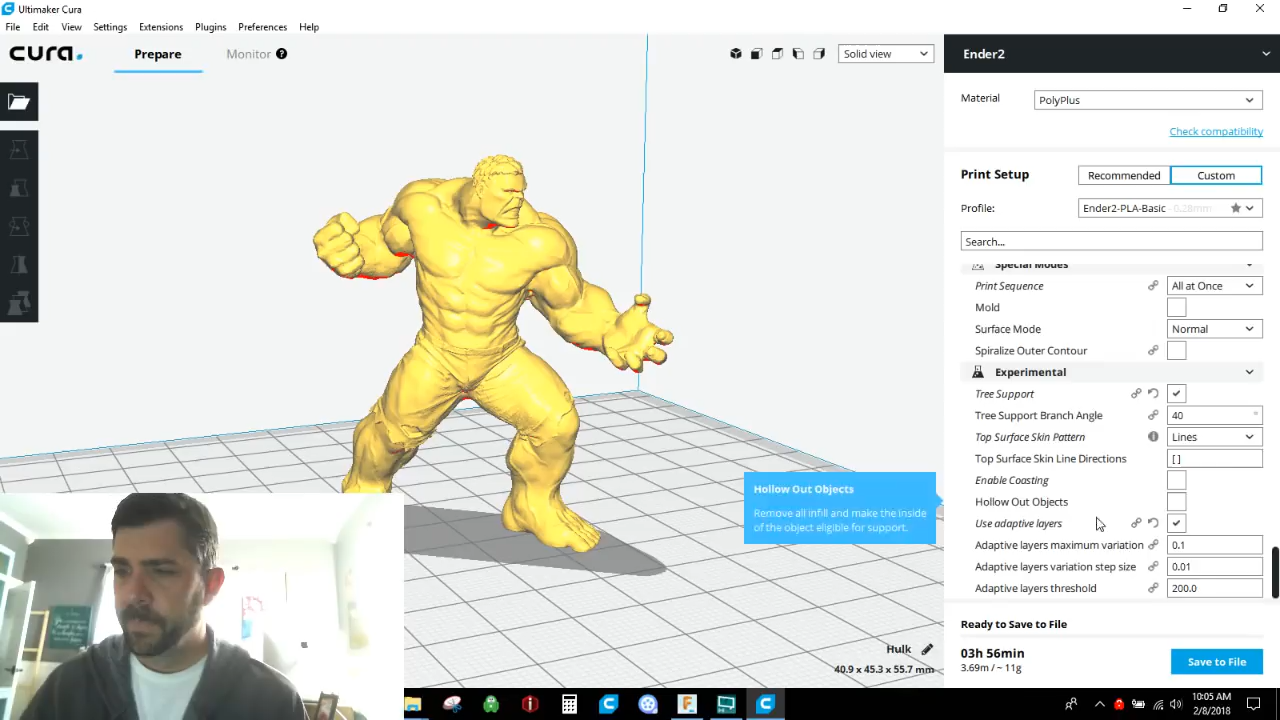 Ultimaker Cura
File Edit View Settings Extensions Plugins Preferences Help
cura. Prepare Monitor ? Solid view
Ender2
Material PolyPlus
Check compatibility
Print Setup Recommended Custom
Profile: Ender2-PLA-Basic - 0.28mm
Search...
Special Modes
Print Sequence All at Once
Mold
Surface Mode Normal
Spiralize Outer Contour
Experimental
Tree Support
Tree Support Branch Angle 40 °
Top Surface Skin Pattern Lines
Top Surface Skin Line Directions [ ]
Enable Coasting
Hollow Out Objects
Use adaptive layers
Adaptive layers maximum variation 0.1
Adaptive layers variation step size 0.01
Adaptive layers threshold 200.0
Hollow Out Objects
Remove all infill and make the inside
of the object eligible for support.
Ready to Save to File
03h 56min
3.69m / ~ 11g
Save to File
Hulk
40.9 x 45.3 x 55.7 mm
10:05 AM
2/8/2018